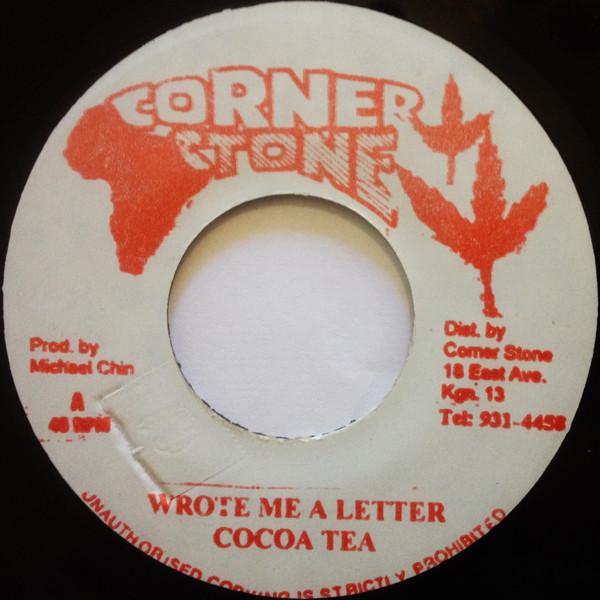 CORNER
STONE
Prod. by
Michael Chin
A
45 RPM
Dist. by
Corner Stone
18 East Ave.
Kgn. 13
Tel: 931-4458
WROTE ME A LETTER
COCOA TEA
UNAUTHORISED COPYING IS STRICTLY PROHIBITED